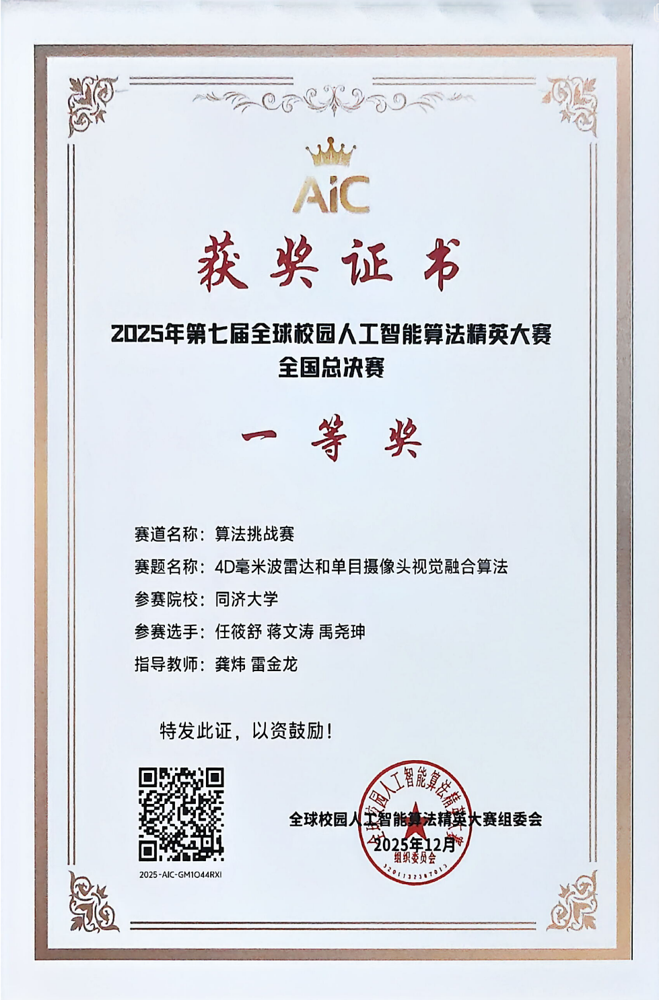 AiC
获奖证书
2025年第七届全球校园人工智能算法精英大赛
全国总决赛
一等奖
赛道名称：算法挑战赛
赛题名称：4D毫米波雷达和单目摄像头视觉融合算法
参赛院校：同济大学
参赛选手：任筱舒 蒋文涛 禹尧珅
指导教师：龚炜 雷金龙
特发此证，以资鼓励！
全球校园人工智能算法精英大赛
全球校园人工智能算法精英大赛组委会
2025年12月
组织委员会
2025-AIC-GM1O44RXI